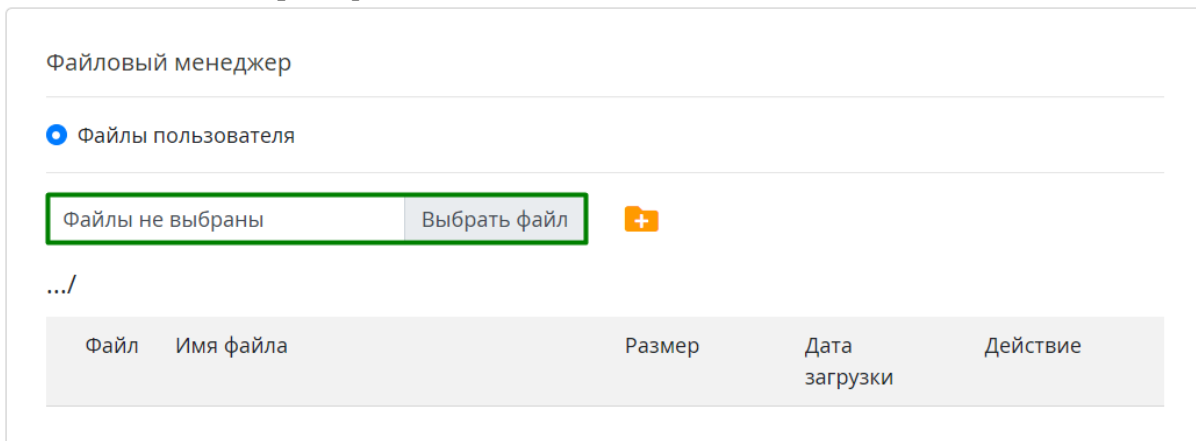 Файловый менеджер
Файлы пользователя
Файлы не выбраны Выбрать файл
.../
Файл Имя файла Размер Дата загрузки Действие